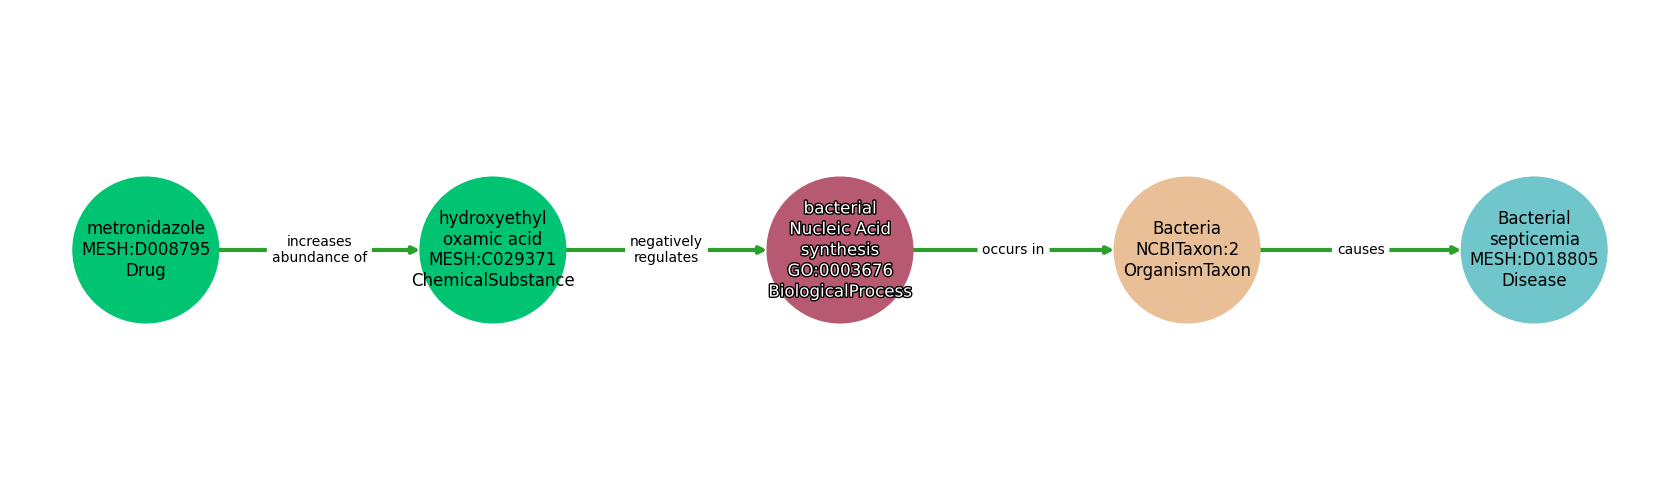 metronidazole
MESH:D008795
Drug
increases
abundance of
hydroxyethyl
oxamic acid
MESH:C029371
ChemicalSubstance
negatively
regulates
bacterial
Nucleic Acid
synthesis
GO:0003676
BiologicalProcess
occurs in
Bacteria
NCBITaxon:2
OrganismTaxon
causes
Bacterial
septicemia
MESH:D018805
Disease